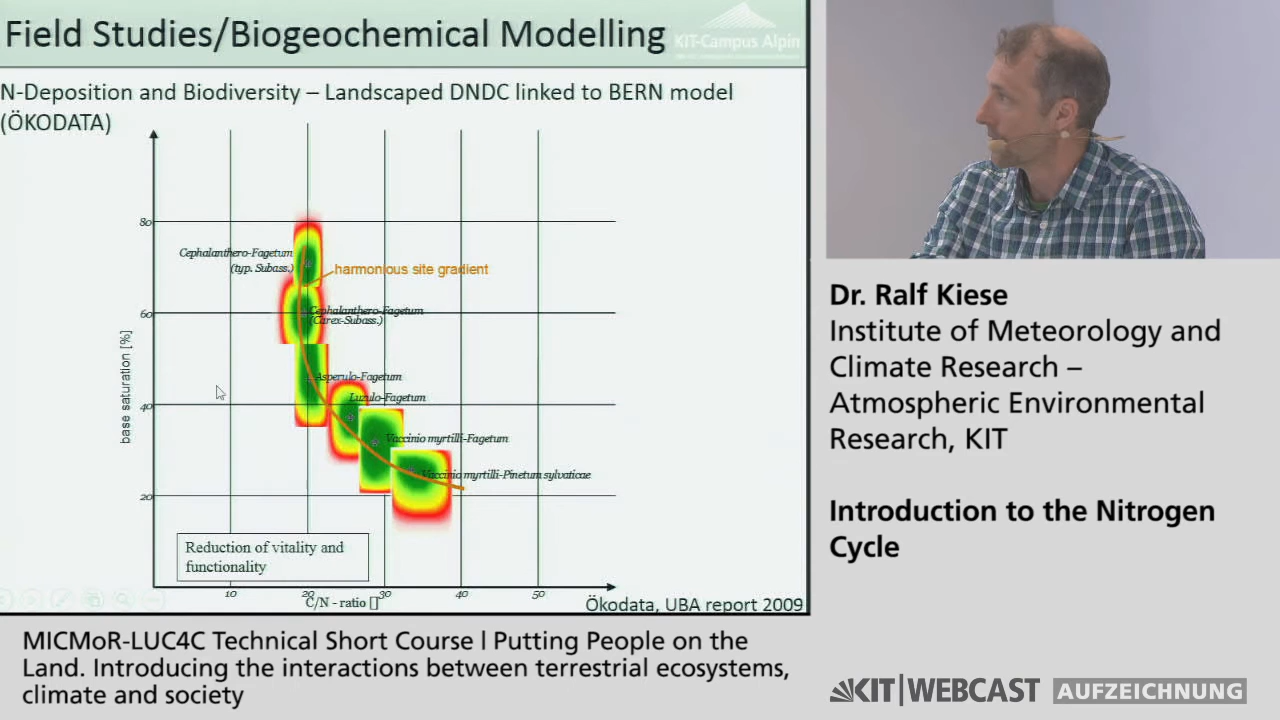 Field Studies/Biogeochemical Modelling
KIT-Campus Alpin
N-Deposition and Biodiversity – Landscaped DNDC linked to BERN model
(ÖKODATA)
80
Cephalanthero-Fagetum
(typ. Subass.)
harmonious site gradient
60
Cephalanthero-Fagetum
(Carex-Subass.)
base saturation [%]
Asperulo-Fagetum
Luzulo-Fagetum
40
Vaccinio myrtilli-Fagetum
Vaccinio myrtilli-Pinetum sylvaticae
20
Reduction of vitality and
functionality
10
20
30
40
50
C/N - ratio []
Ökodata, UBA report 2009
Dr. Ralf Kiese
Institute of Meteorology and
Climate Research –
Atmospheric Environmental
Research, KIT
Introduction to the Nitrogen
Cycle
MICMoR-LUC4C Technical Short Course | Putting People on the
Land. Introducing the interactions between terrestrial ecosystems,
climate and society
KIT|WEBCAST AUFZEICHNUNG